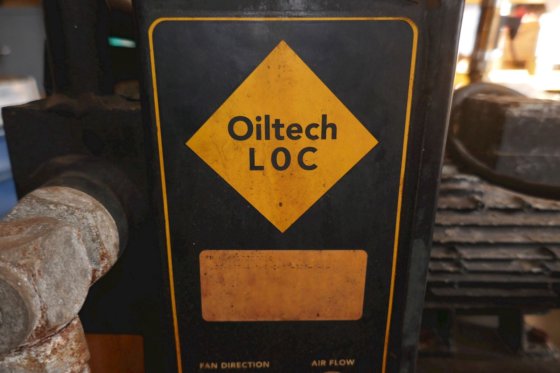 Oiltech
LOC
FAN DIRECTION
AIR FLOW